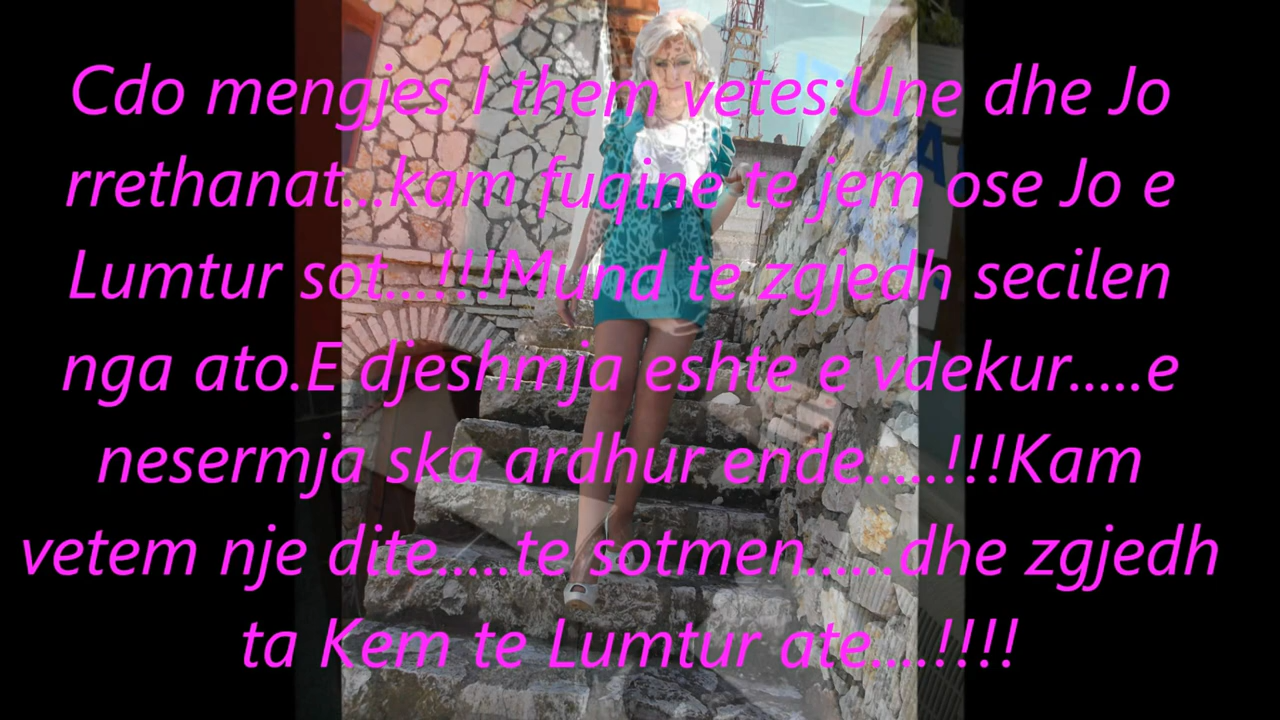 Cdo mengjes I them vetes:Une dhe Jo
rrethanat...kam fuqine te jem ose Jo e
Lumtur sot...!!!Mund te zgjedh secilen
nga ato.E djeshmja eshte e vdekur.....e
nesermja ska ardhur ende.....!!!Kam
vetem nje dite.....te sotmen......dhe zgjedh
ta Kem te Lumtur ate....!!!!